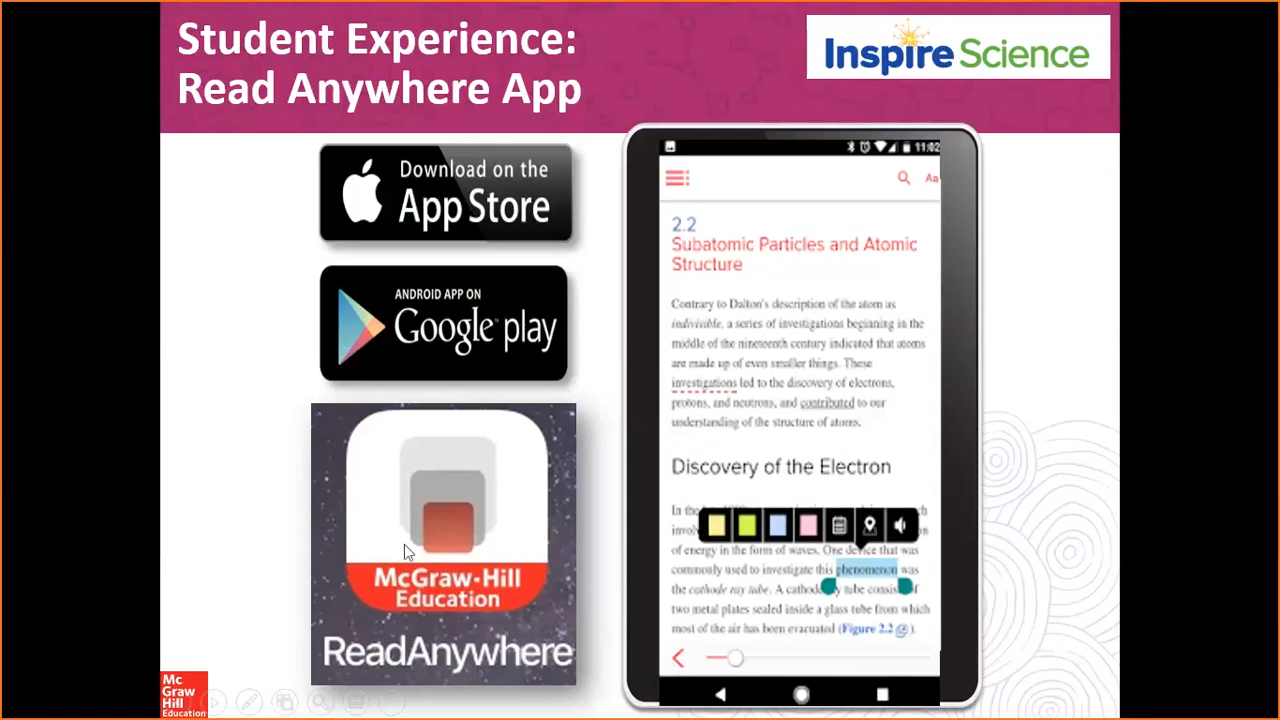 Student Experience:
Read Anywhere App
Inspire Science
Download on the
App Store
ANDROID APP ON
Google play
McGraw-Hill
Education
ReadAnywhere
11:02
Aa
2.2
Subatomic Particles and Atomic
Structure
Contrary to Dalton's description of the atom as
indivisible, a series of investigations beginning in the
middle of the nineteenth century indicated that atoms
are made up of even smaller things. These
investigations led to the discovery of electrons,
protons, and neutrons, and contributed to our
understanding of the structure of atoms.
Discovery of the Electron
In the
of energy in the form of waves. One device that was
commonly used to investigate this phenomenon was
the cathode ray tube. A cathode tube
two metal plates sealed inside a glass tube from which
most of the air has been evacuated (Figure 2.2).
Mc
Graw
Hill
Education